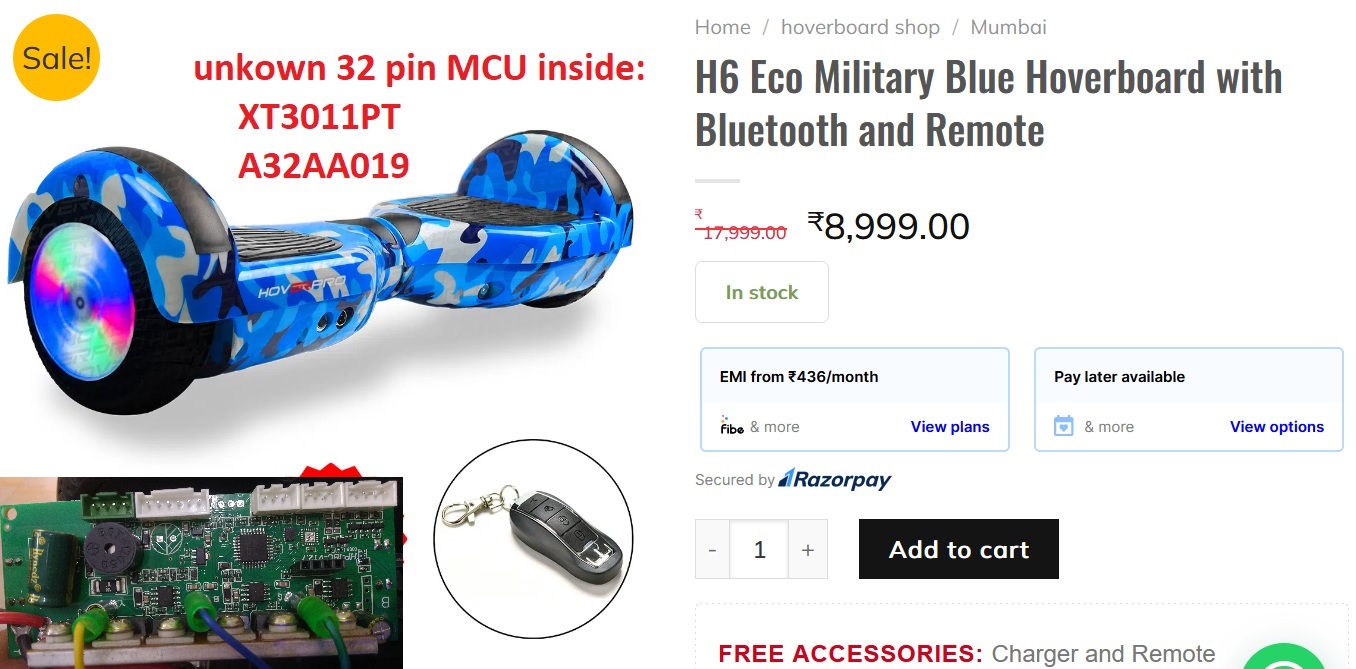 Sale!
unkown 32 pin MCU inside:
XT3011PT
A32AA019
HOVERPRO
Home / hoverboard shop / Mumbai
H6 Eco Military Blue Hoverboard with
Bluetooth and Remote
₹
17,999.00 ₹8,999.00
In stock
EMI from ₹436/month
fibe & more View plans
Pay later available
& more View options
Secured by Razorpay
- 1 +
Add to cart
FREE ACCESSORIES: Charger and Remote